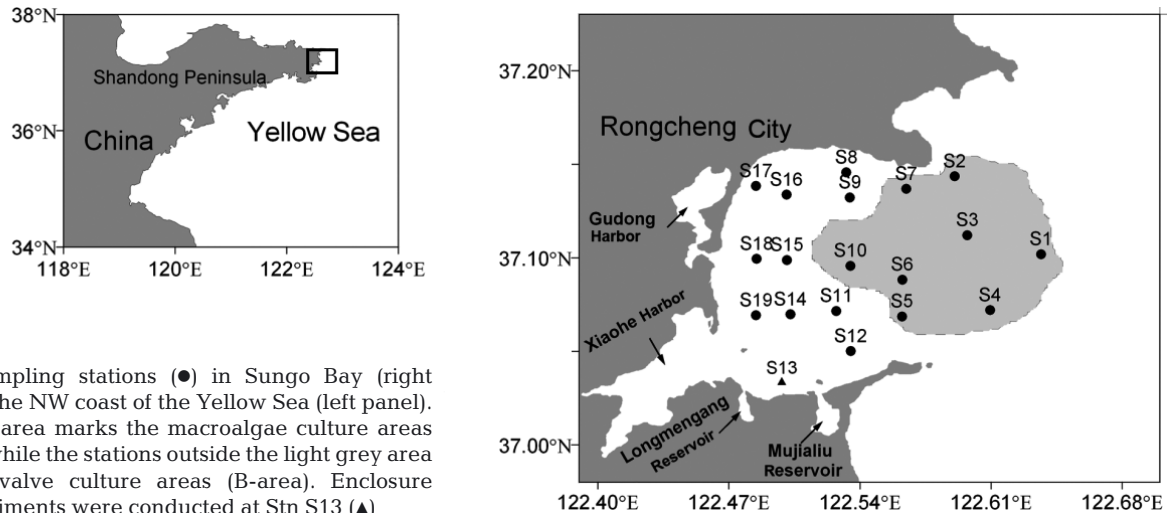 38°N
36°N
34°N
118°E 120°E 122°E 124°E
Shandong Peninsula
China
Yellow Sea
mpling stations (●) in Sungo Bay (right
he NW coast of the Yellow Sea (left panel).
area marks the macroalgae culture areas
while the stations outside the light grey area
valve culture areas (B-area). Enclosure
iments were conducted at Stn S13 (▲)
37.20°N
37.10°N
37.00°N
122.40°E 122.47°E 122.54°E 122.61°E 122.68°E
Rongcheng City
S8
S2
S17
S16
S9
S7
Gudong
Harbor
S3
S1
S18
S15
S10
S6
Xiaohe Harbor
S19
S14
S11
S5
S4
S12
S13
Longmengang
Reservoir
Mujialiu
Reservoir